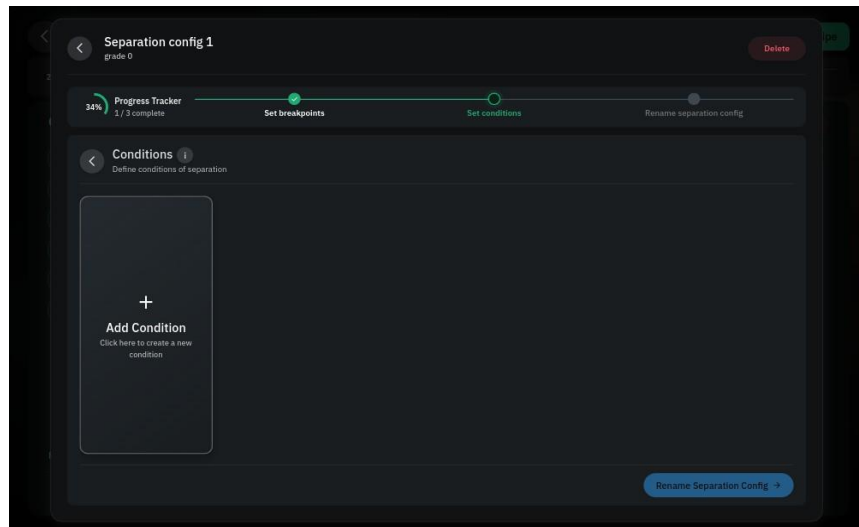 Separation config 1
grade 0
Delete
34%
Progress Tracker
1 / 3 complete
Set breakpoints
Set conditions
Rename separation config
Conditions i
Define conditions of separation
+
Add Condition
Click here to create a new
condition
Rename Separation Config →